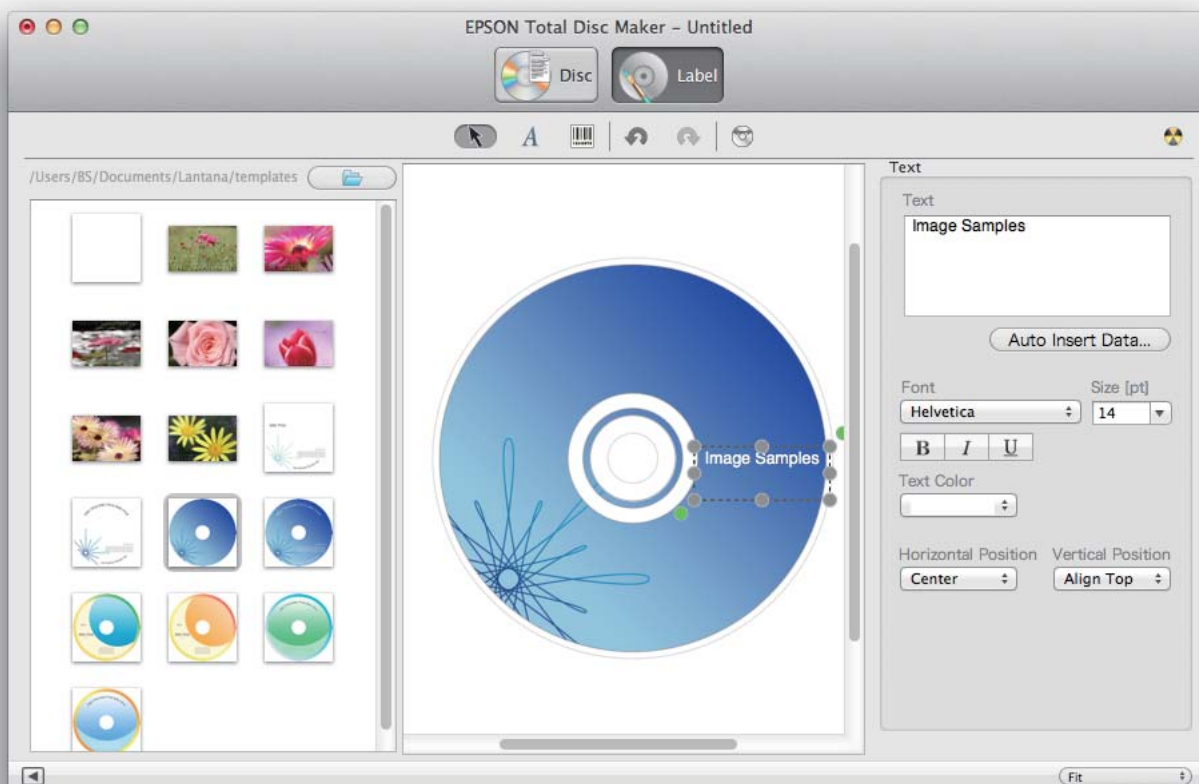 EPSON Total Disc Maker – Untitled
Disc
Label
/Users/BS/Documents/Lantana/templates
Image Samples
Text
Text
Image Samples
Auto Insert Data...
Font
Size [pt]
Helvetica
14
B I U
Text Color
Horizontal Position
Vertical Position
Center
Align Top
Fit